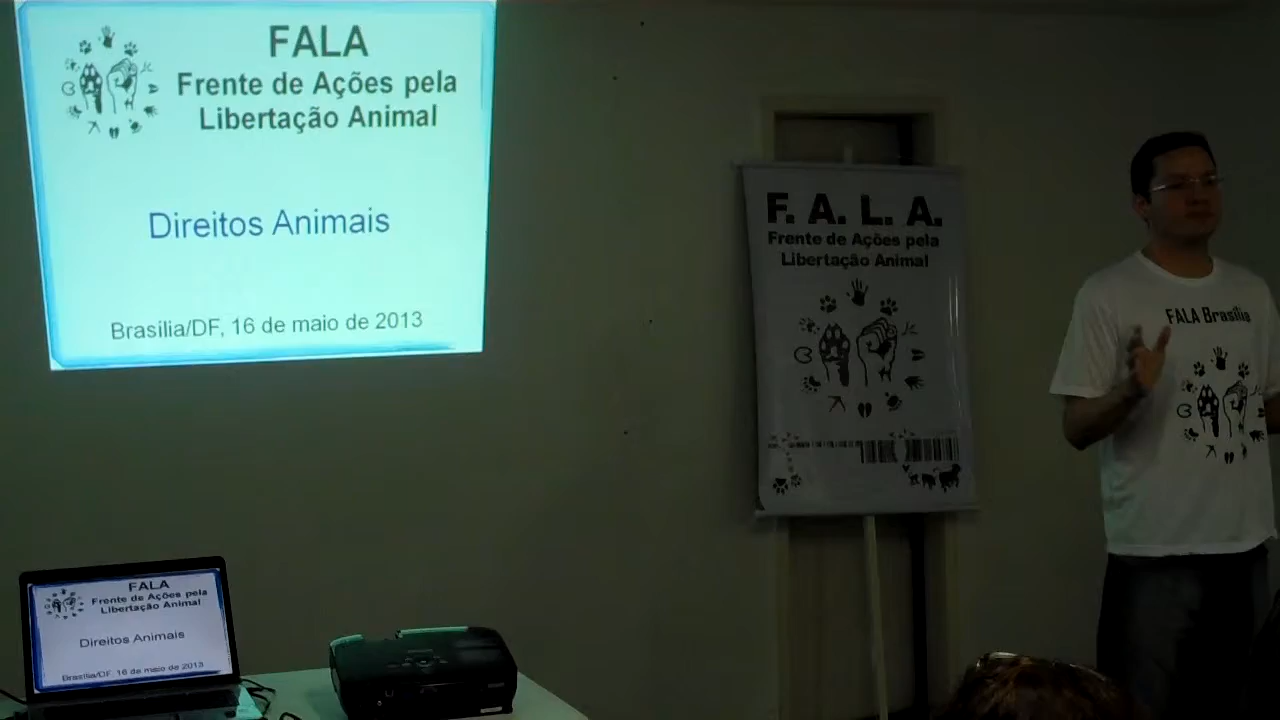 FALA
Frente de Ações pela
Libertação Animal
Direitos Animais
Brasília/DF, 16 de maio de 2013
F. A. L. A.
Frente de Ações pela
Libertação Animal
FALA Brasília
FALA
Frente de Ações pela
Libertação Animal
Direitos Animais
Brasília/DF, 16 de maio de 2013